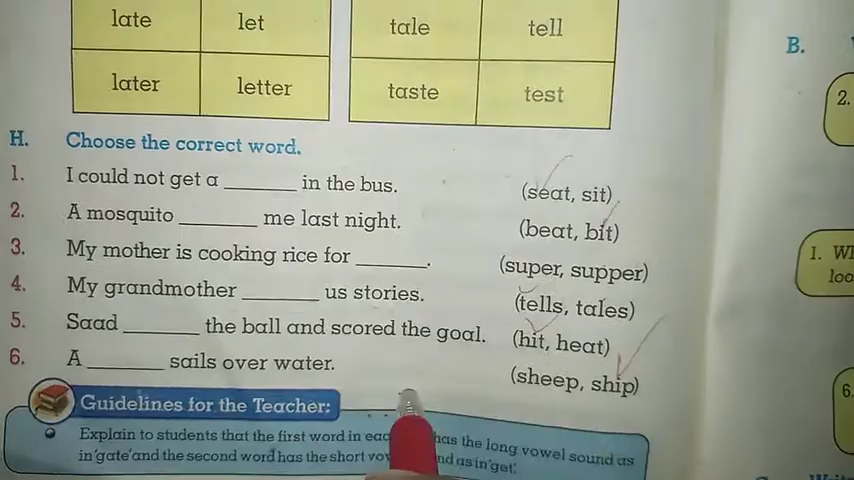 late let tale tell
later letter taste test
B.
2.
H. Choose the correct word.
1. I could not get a _______ in the bus. (seat, sit)
2. A mosquito _______ me last night. (beat, bit)
3. My mother is cooking rice for _______. (super, supper)
4. My grandmother _______ us stories. (tells, tales)
5. Saad _______ the ball and scored the goal. (hit, heat)
6. A _______ sails over water. (sheep, ship)
1.
6.
Guidelines for the Teacher:
Explain to students that the first word in has the long vowel sound as
in 'gate' and the second word has the short as in 'get'.